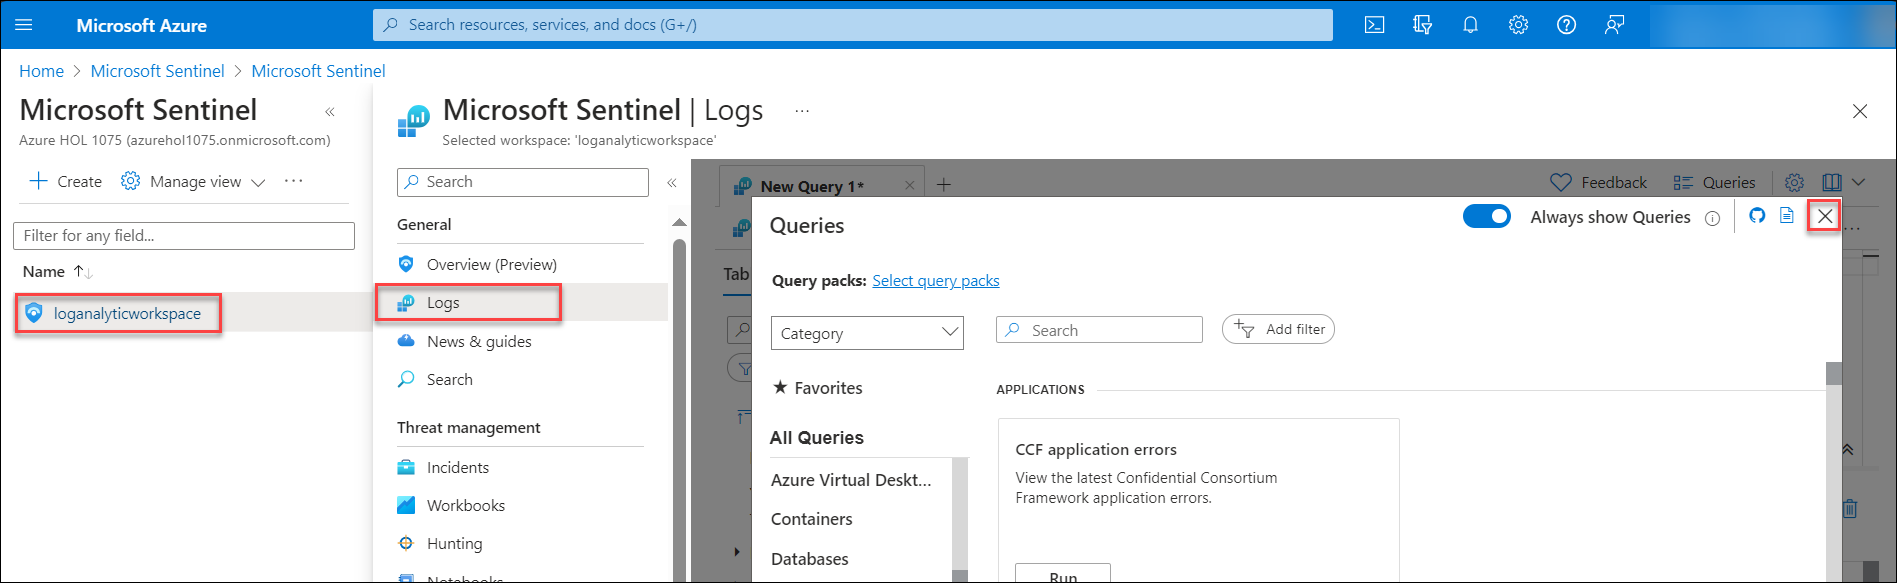 Microsoft Azure
Search resources, services, and docs (G+/)
Home > Microsoft Sentinel > Microsoft Sentinel
Microsoft Sentinel «
Azure HOL 1075 (azurehol1075.onmicrosoft.com)
+ Create Manage view ...
Filter for any field...
Name ↑↓
loganalyticworkspace
Microsoft Sentinel | Logs ...
Selected workspace: 'loganalyticworkspace'
Search «
General
Overview (Preview)
Logs
News & guides
Search
Threat management
Incidents
Workbooks
Hunting
Notebooks
New Query 1* × +
Feedback Queries
Tab
Queries
Always show Queries
Query packs: Select query packs
Category
Search
Add filter
★ Favorites
All Queries
Azure Virtual Deskt...
Containers
Databases
APPLICATIONS
CCF application errors
View the latest Confidential Consortium
Framework application errors.
Run